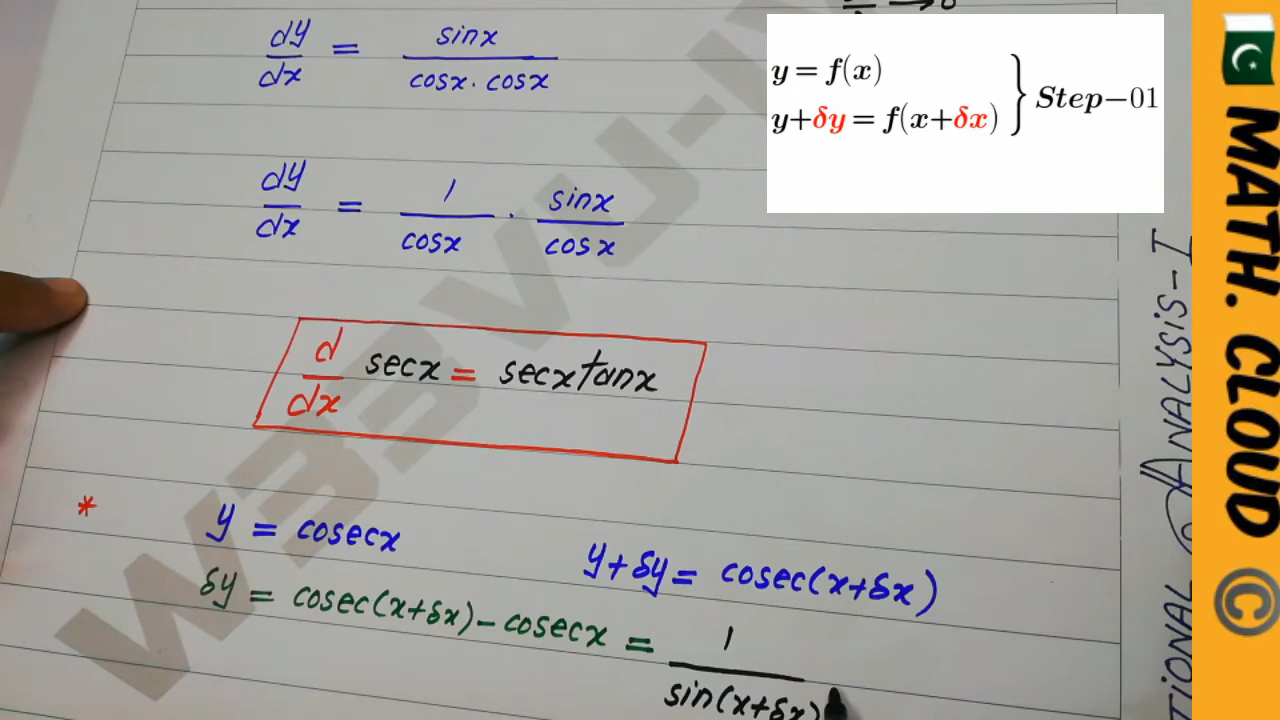 dy/dx = sinx / cosx . cosx
y = f(x)
y+δy = f(x+δx) } Step-01
dy/dx = 1/cosx . sinx/cosx
d/dx secx = secxtanx
* y = cosecx    y+δy = cosec(x+δx)
δy = cosec(x+δx) - cosecx = 1 / sin(x+δx)
MATH. CLOUD ©
ANALYSIS-I